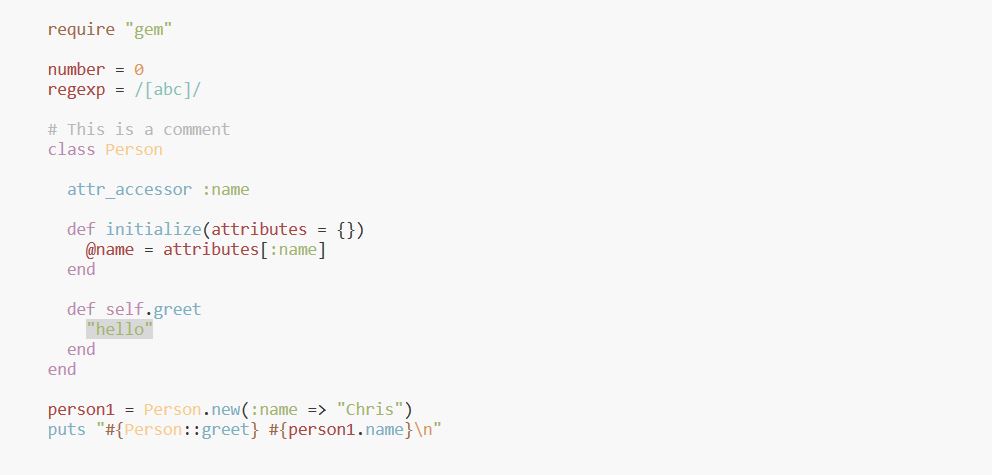 require "gem"
number = 0
regexp = /[abc]/
# This is a comment
class Person
attr_accessor :name
def initialize(attributes = {})
@name = attributes[:name]
end
def self.greet
"hello"
end
end
person1 = Person.new(:name => "Chris")
puts "#{Person::greet} #{person1.name}\n"